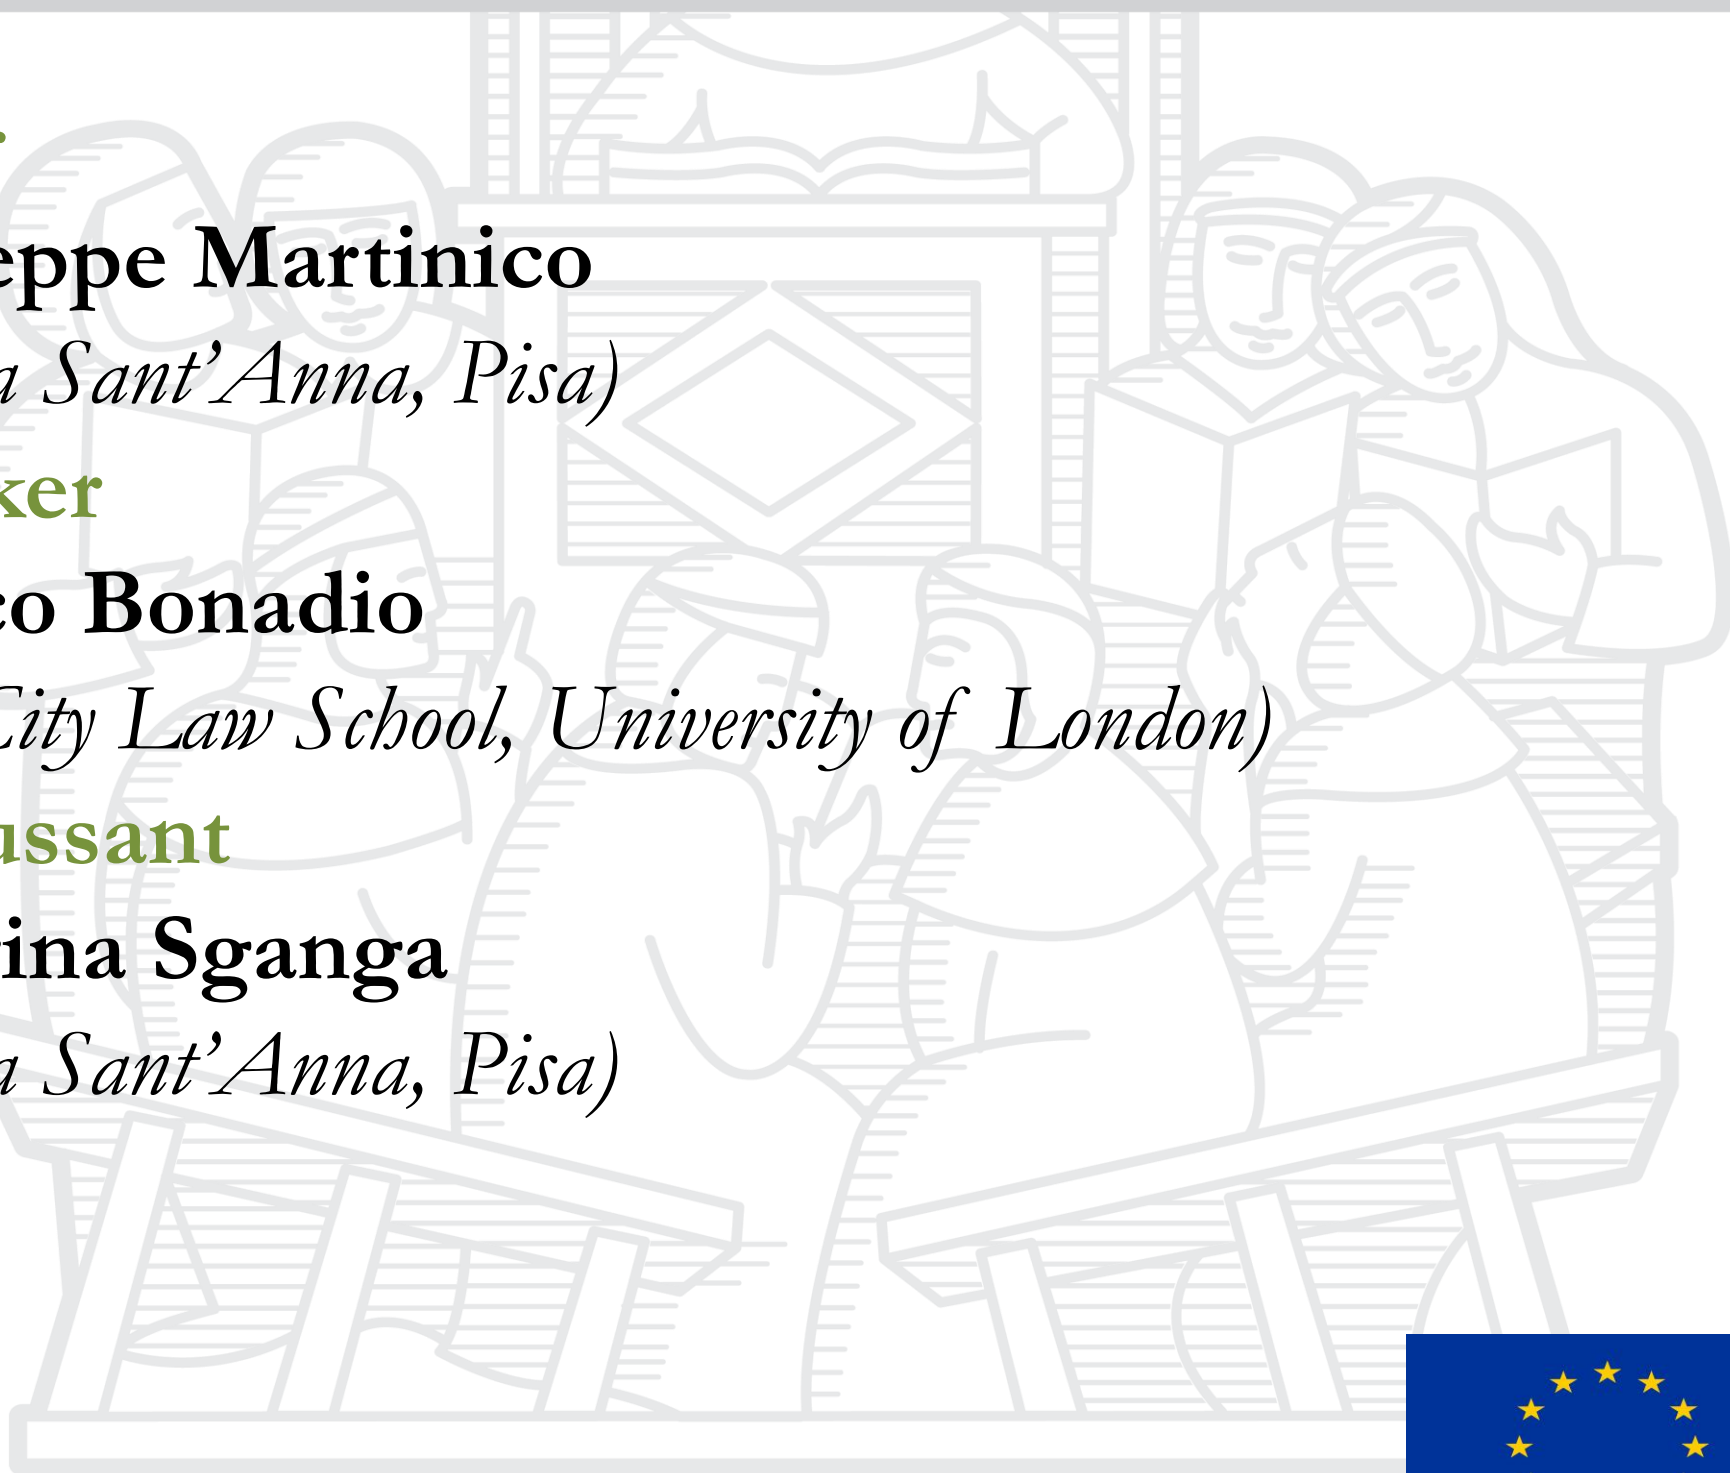 eppe Martinico
a Sant’Anna, Pisa)
ker
co Bonadio
City Law School, University of London)
ussant
ina Sganga
a Sant’Anna, Pisa)